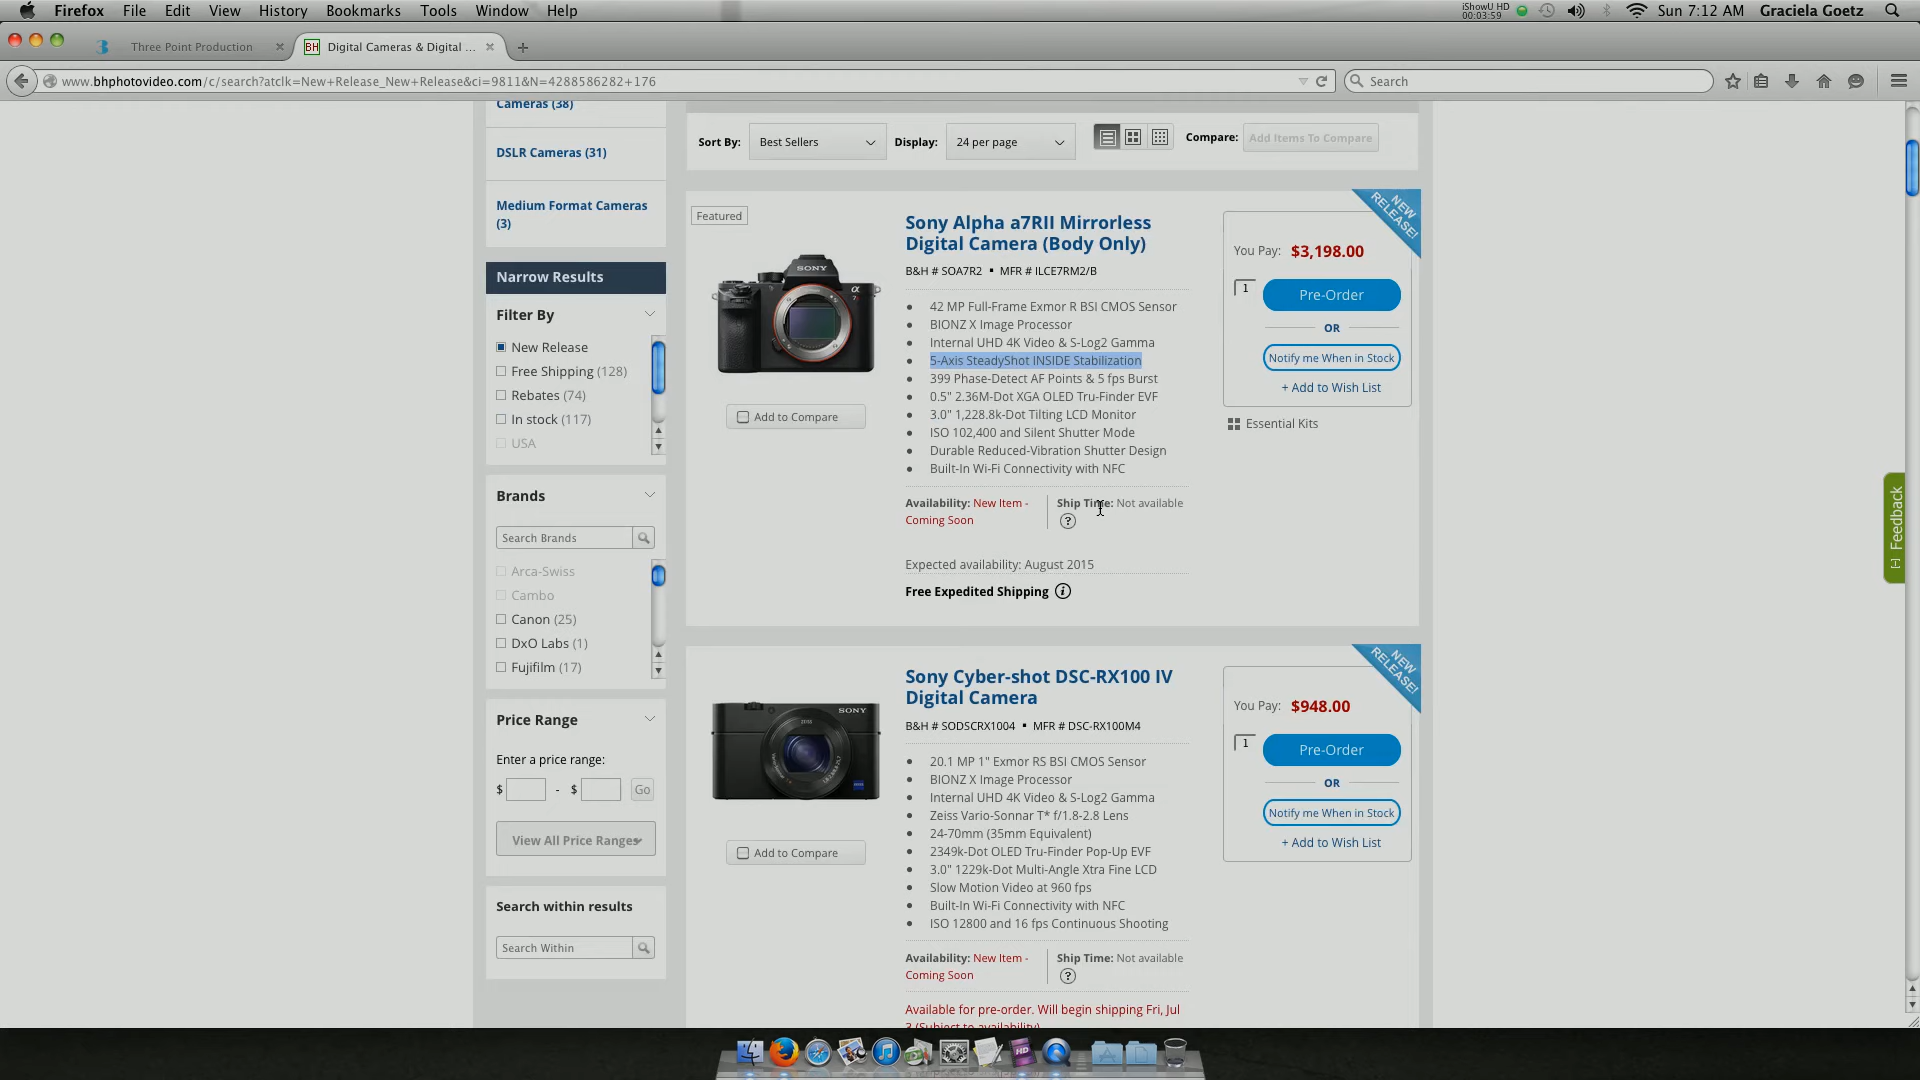 Firefox File Edit View History Bookmarks Tools Window Help
iShowU HD
00:03:59
Sun 7:12 AM Graciela Goetz
Three Point Production
BH Digital Cameras & Digital ...
www.bhphotovideo.com/c/search?atclk=New+Release_New+Release&ci=9811&N=4288586282+176
Search
Cameras (38)
DSLR Cameras (31)
Medium Format Cameras
(3)
Narrow Results
Filter By
New Release
Free Shipping (128)
Rebates (74)
In stock (117)
USA
Brands
Search Brands
Arca-Swiss
Cambo
Canon (25)
DxO Labs (1)
Fujifilm (17)
Price Range
Enter a price range:
$ - $ Go
View All Price Ranges
Search within results
Search Within
Sort By: Best Sellers Display: 24 per page Compare: Add Items To Compare
Featured
SONY
Add to Compare
Sony Alpha a7RII Mirrorless
Digital Camera (Body Only)
B&H # SOA7R2 ▪ MFR # ILCE7RM2/B
• 42 MP Full-Frame Exmor R BSI CMOS Sensor
• BIONZ X Image Processor
• Internal UHD 4K Video & S-Log2 Gamma
• 5-Axis SteadyShot INSIDE Stabilization
• 399 Phase-Detect AF Points & 5 fps Burst
• 0.5" 2.36M-Dot XGA OLED Tru-Finder EVF
• 3.0" 1,228.8k-Dot Tilting LCD Monitor
• ISO 102,400 and Silent Shutter Mode
• Durable Reduced-Vibration Shutter Design
• Built-In Wi-Fi Connectivity with NFC
Availability: New Item -
Coming Soon
Ship Time: Not available
?
Expected availability: August 2015
Free Expedited Shipping
NEW
RELEASE!
You Pay: $3,198.00
1 Pre-Order
OR
Notify me When in Stock
+ Add to Wish List
Essential Kits
SONY
Add to Compare
Sony Cyber-shot DSC-RX100 IV
Digital Camera
B&H # SODSCRX1004 ▪ MFR # DSC-RX100M4
• 20.1 MP 1" Exmor RS BSI CMOS Sensor
• BIONZ X Image Processor
• Internal UHD 4K Video & S-Log2 Gamma
• Zeiss Vario-Sonnar T* f/1.8-2.8 Lens
• 24-70mm (35mm Equivalent)
• 2349k-Dot OLED Tru-Finder Pop-Up EVF
• 3.0" 1229k-Dot Multi-Angle Xtra Fine LCD
• Slow Motion Video at 960 fps
• Built-In Wi-Fi Connectivity with NFC
• ISO 12800 and 16 fps Continuous Shooting
Availability: New Item -
Coming Soon
Ship Time: Not available
?
Available for pre-order. Will begin shipping Fri, Jul
3 (Subject to availability)
NEW
RELEASE!
You Pay: $948.00
1 Pre-Order
OR
Notify me When in Stock
+ Add to Wish List
[-] Feedback
HD